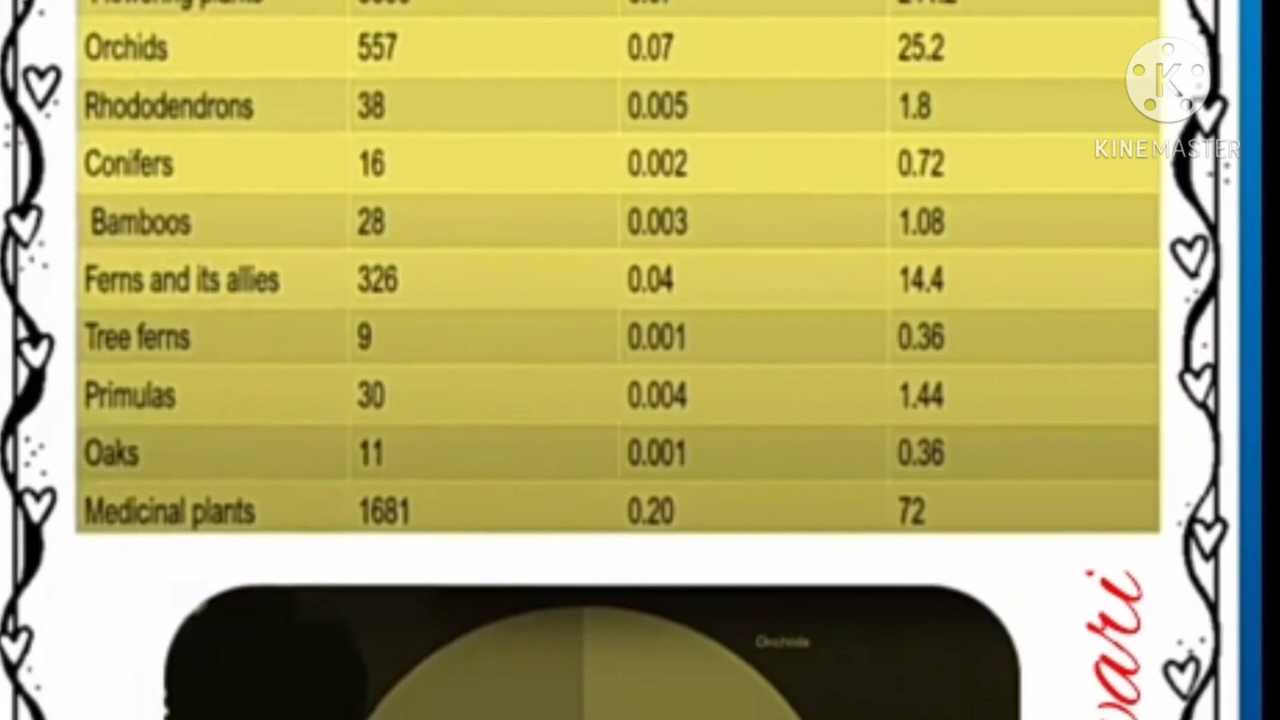 Orchids 557 0.07 25.2
Rhododendrons 38 0.005 1.8
Conifers 16 0.002 0.72
Bamboos 28 0.003 1.08
Ferns and its allies 326 0.04 14.4
Tree ferns 9 0.001 0.36
Primulas 30 0.004 1.44
Oaks 11 0.001 0.36
Medicinal plants 1681 0.20 72
K
KINEMASTER
Orchids